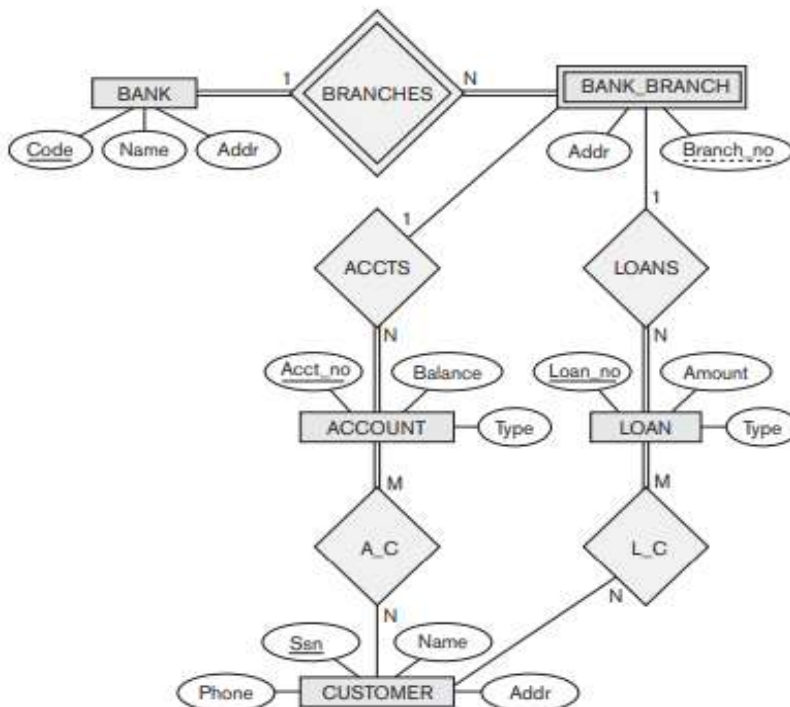 1 N
BANK BRANCHES BANK_BRANCH
Code Name Addr Addr Branch_no
1 1
ACCTS LOANS
N N
Acct_no Balance Loan_no Amount
ACCOUNT Type LOAN Type
M M
A_C L_C
N N
Ssn Name
Phone CUSTOMER Addr